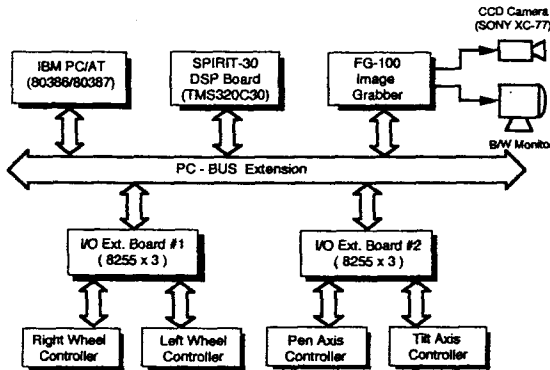 CCD Camera
(SONY XC-77)
IBM PC/AT
(80386/80387)
SPIRIT-30
DSP Board
(TMS320C30)
FG-100
Image
Grabber
B/W Monitor
PC - BUS Extension
I/O Ext. Board #1
( 8255 x 3 )
I/O Ext. Board #2
( 8255 x 3 )
Right Wheel
Controller
Left Wheel
Controller
Pen Axis
Controller
Tilt Axis
Controller